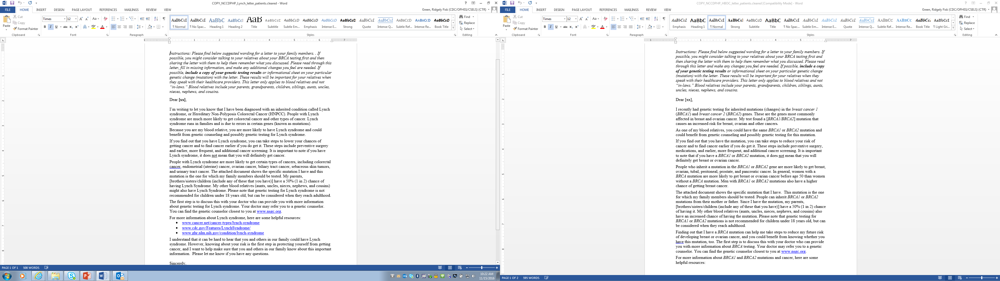 COPY_NCCDPHP_Lynch_letter_patients.cleared - Word
FILE HOME INSERT DESIGN PAGE LAYOUT REFERENCES MAILINGS REVIEW VIEW
Green, Ridgely Fisk (CDC/OPHSS/CSELS) (CTR)
Paste
Cut
Copy
Format Painter
Times 12
AaBbCcI AaBbCcI AaBbC AaBbCcI AaB AaBbCcC AaBbCcD AaBbCcD AaBbCcD AaBbCcD AaBbCcL AaBbCcL AABBCCD AABBCCD AaBbCcD
¶ Normal ¶ No Spac... Heading 1 Heading 2 Title Subtitle Subtle Em... Emphasis Intense E... Strong Quote Intense Q... Subtle Ref... Intense Re... Book Title
Find
Replace
Select
Clipboard Font Paragraph Styles Editing
Instructions: Please find below suggested wording for a letter to your family members. . If
possible, you might consider talking to your relatives about your BRCA testing first and then
sharing the letter with them to help them remember what you discussed. Please read through this
letter, fill in missing information, and make any additional changes you feel are needed. If
possible, include a copy of your genetic testing results or informational sheet on your particular
genetic change (mutation) with the letter. These results will be important for your relatives when
they speak with their healthcare providers. This letter only applies to blood relatives and not
“in-laws.” Blood relatives include your parents, grandparents, children, siblings, aunts, uncles,
nieces, nephews, and cousins.
Dear [xx],
I’m writing to let you know that I have been diagnosed with an inherited condition called Lynch
syndrome, or Hereditary Non-Polyposis Colorectal Cancer (HNPCC). People with Lynch
syndrome are much more likely to get colorectal cancer and other types of cancer. Lynch
syndrome runs in families and is due to errors in certain genes (known as mutations).
Because you are my blood relative, you are more likely to have Lynch syndrome and could
benefit from genetic counseling and possibly genetic testing for Lynch syndrome.
If you find out that you have Lynch syndrome, you can take steps to lower your chances of
getting cancer and to find cancer earlier if you do get it. These steps include preventive surgery
and earlier, more frequent, and additional cancer screening. It is important to note if you have
Lynch syndrome, it does not mean that you will definitely get cancer.
People with Lynch syndrome are more likely to get certain types of cancers, including colorectal
cancer, endometrial (uterine) cancer, ovarian cancer, biliary tract cancer, sebaceous skin tumors,
and urinary tract cancer. The attached document shows the specific mutation I have and this
mutation is the one for which my family members should be tested. My parents,
[brothers/sisters/children (include any of these that you have)] have a 50% (1 in 2) chance of
having Lynch Syndrome. My other blood relatives (aunts, uncles, nieces, nephews, and cousins)
might also have Lynch Syndrome. Please note that genetic testing for Lynch syndrome is not
recommended for children under 18 years old, but can be considered when they reach adulthood.
The first step is to discuss this with your doctor who can provide you with more information
about genetic testing for Lynch syndrome. Your doctor may refer you to a genetic counselor.
You can find the genetic counselor closest to you at www.nsgc.org.
For more information about Lynch syndrome, here are some helpful resources:
• www.cancer.net/cancer-types/lynch-syndrome
• www.cdc.gov/Features/LynchSyndrome/
• www.ghr.nlm.nih.gov/condition/lynch-syndrome
I understand that it can be hard to hear that you and others in our family could have Lynch
syndrome. However, knowing about your risk is the first step in protecting yourself from getting
cancer, and I want to help make sure that you and others in our family know about this important
information. Please let me know if you have any questions.
Sincerely,
PAGE 1 OF 1 508 WORDS
10:22 AM
11/15/2016
COPY_NCCDPHP_HBOC_letter_patients.cleared [Compatibility Mode] - Word
FILE HOME INSERT DESIGN PAGE LAYOUT REFERENCES MAILINGS REVIEW VIEW
Green, Ridgely Fisk (CDC/OPHSS/CSELS) (CTR)
Paste
Cut
Copy
Format Painter
Times 12
AaBbCcL AaBbC AaBbCcI AaBbCcI AaBbCcD AaBbC AaBbCcI AaBbCcL AaBbCcL AaBbCcL AaBbCcL AABBCC AABBCC AaBbCcI AaBbCcI
Emphasis Heading 1 ¶ Normal Strong Subtitle Title ¶ No Spac... Subtle Em... Intense E... Quote Intense Q... Subtle Ref... Intense Re... Book Title ¶ Light Gri...
Find
Replace
Select
Clipboard Font Paragraph Styles Editing
Instructions: Please find below suggested wording for a letter to your family members. If
possible, you might consider talking to your relatives about your BRCA testing first and
then sharing the letter with them to help them remember what you discussed. Please read
through this letter and make any changes you feel are needed. If possible, include a copy
of your genetic testing results or informational sheet on your particular genetic change
(mutation) with the letter. These results will be important for your relatives when they
speak with their healthcare providers. This letter only applies to blood relatives and not
“in-laws.” Blood relatives include your parents, grandparents, children, siblings, aunts,
uncles, nieces, nephews, and cousins.
Dear [xx],
I recently had genetic testing for inherited mutations (changes) in the breast cancer 1
(BRCA1) and breast cancer 2 (BRCA2) genes. These are the genes most commonly
affected in breast and ovarian cancer. My test found a [BRCA1/BRCA2] mutation that
causes an increased risk for breast, ovarian and other cancers.
As one of my blood relatives, you could have the same BRCA1 or BRCA2 mutation and
could benefit from genetic counseling and possibly genetic testing for this mutation.
If you find out that you have the mutation, you can take steps to reduce your risk of
cancer and to find cancer earlier if you do get it. These steps include preventive surgery,
medications, and earlier, more frequent, and additional cancer screening. It is important
to note that if you have a BRCA1 or BRCA2 mutation, it does not mean that you will
definitely get breast or ovarian cancer.
People who inherit a mutation in the BRCA1 or BRCA2 gene are more likely to get breast,
ovarian, tubal, peritoneal, prostate, and pancreatic cancer. In general, women with a
BRCA mutation are more likely to get breast or ovarian cancer before age 50 than women
without a BRCA mutation. Men with BRCA1 or BRCA2 mutations also have a higher
chance of getting breast cancer.
The attached document shows the specific mutation that I have. This mutation is the one
for which my family members should be tested. People can inherit BRCA1 or BRCA2
mutations from their mother or father. Since I have the mutation, my parents,
[brothers/sisters/children (include any of these that you have)] have a 50% (1 in 2) chance
of having it. My other blood relatives (aunts, uncles, nieces, nephews, and cousins) also
have an increased chance of having the mutation. Please note that genetic testing for
BRCA1 or BRCA2 mutations is not recommended for children under 18 years old, but can
be considered when they reach adulthood.
Finding out that I have a BRCA mutation can help me take steps to reduce my future risk
of developing breast or ovarian cancer, and you could benefit from knowing whether you
have this mutation, too. The first step is to discuss this with your doctor who can provide
you with more information about BRCA testing. Your doctor may refer you to a genetic
counselor. You can find the genetic counselor closest to you at www.nsgc.org.
For more information about BRCA1 and BRCA2 mutations and cancer, here are some
helpful resources:
PAGE 1 OF 2 595 WORDS